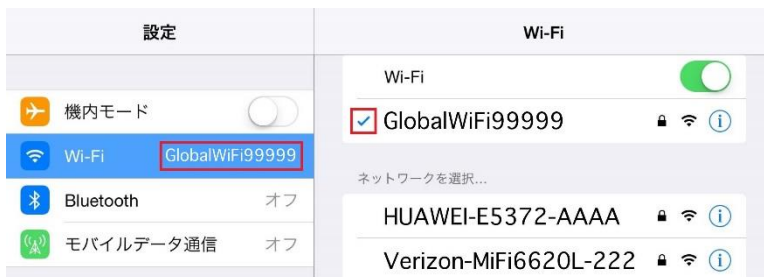 設定
機内モード
Wi-Fi GlobalWiFi99999
Bluetooth オフ
モバイルデータ通信 オフ
Wi-Fi
Wi-Fi
GlobalWiFi99999
ネットワークを選択...
HUAWEI-E5372-AAAA
Verizon-MiFi6620L-222